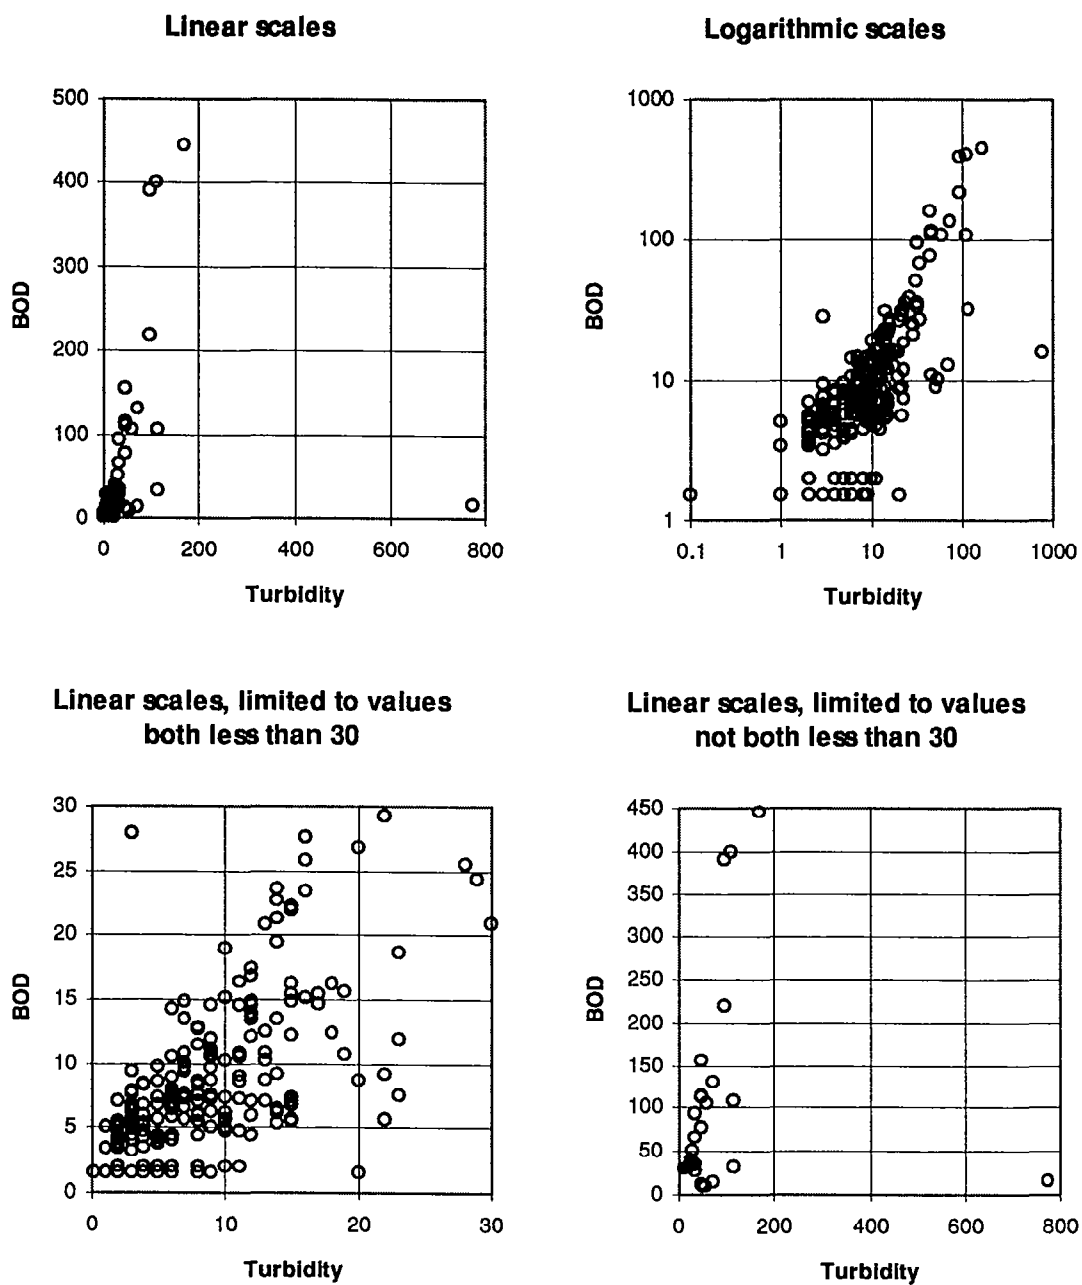 Linear scales
500
400
300
200
100
0
BOD
0 200 400 600 800
Turbidity
Logarithmic scales
1000
100
10
1
BOD
0.1 1 10 100 1000
Turbidity
Linear scales, limited to values
both less than 30
30
25
20
15
10
5
0
BOD
0 10 20 30
Turbidity
Linear scales, limited to values
not both less than 30
450
400
350
300
250
200
150
100
50
0
BOD
0 200 400 600 800
Turbidity